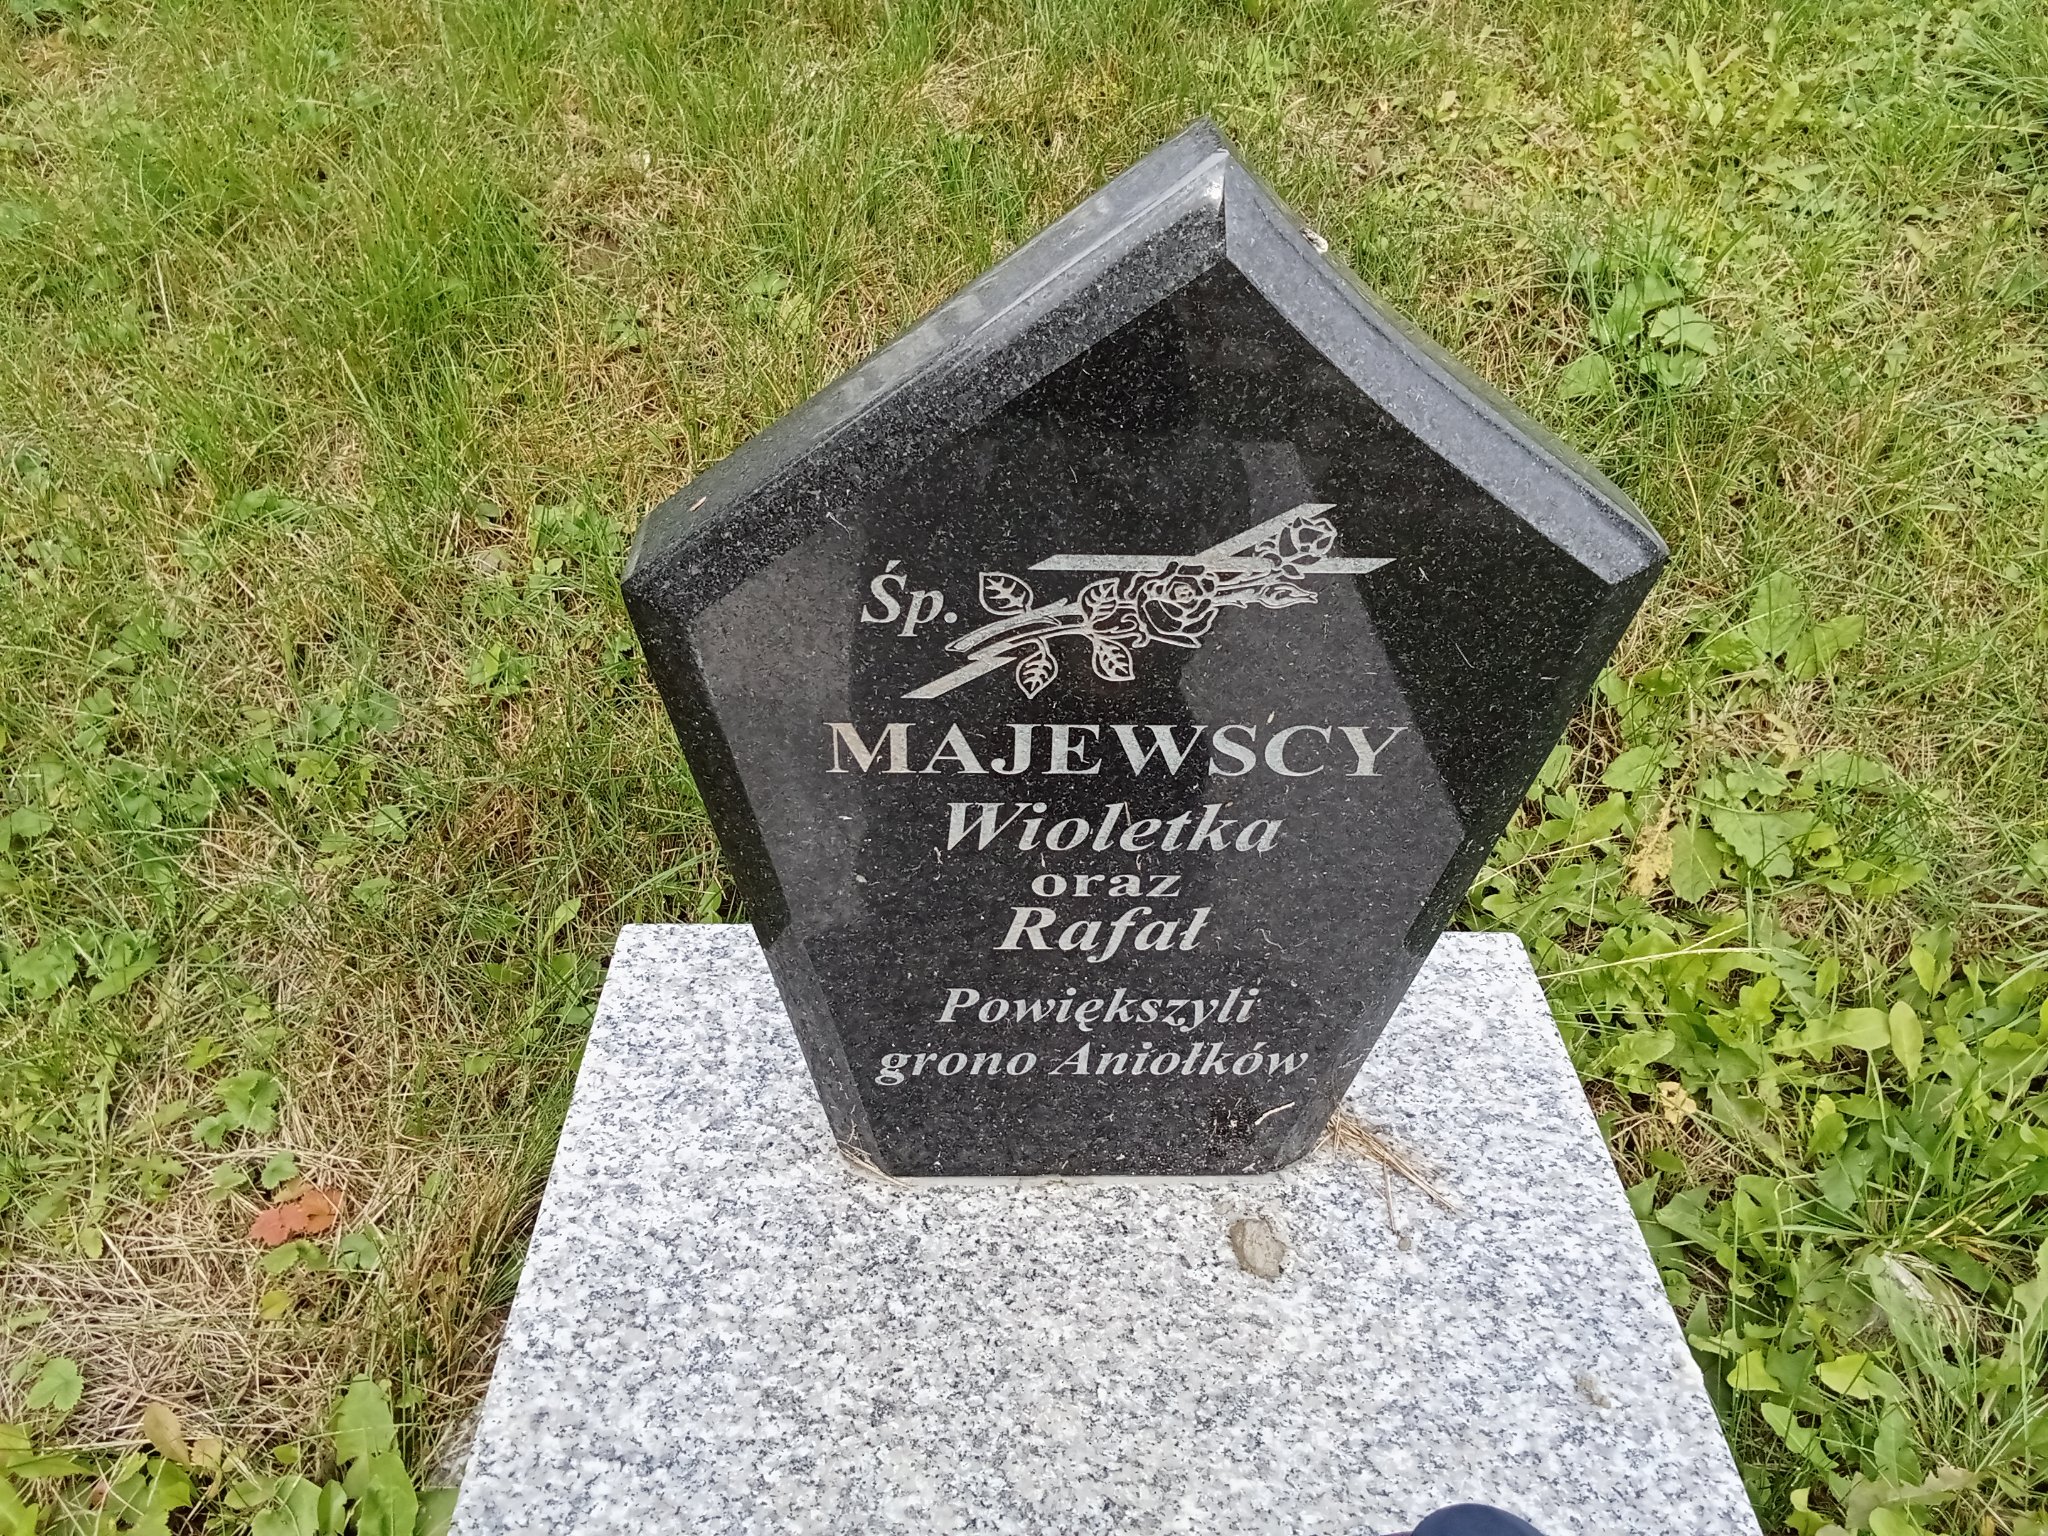 Śp.
MAJEWSCY
Wioletka
oraz
Rafał
Powiększyli
grono Aniołków